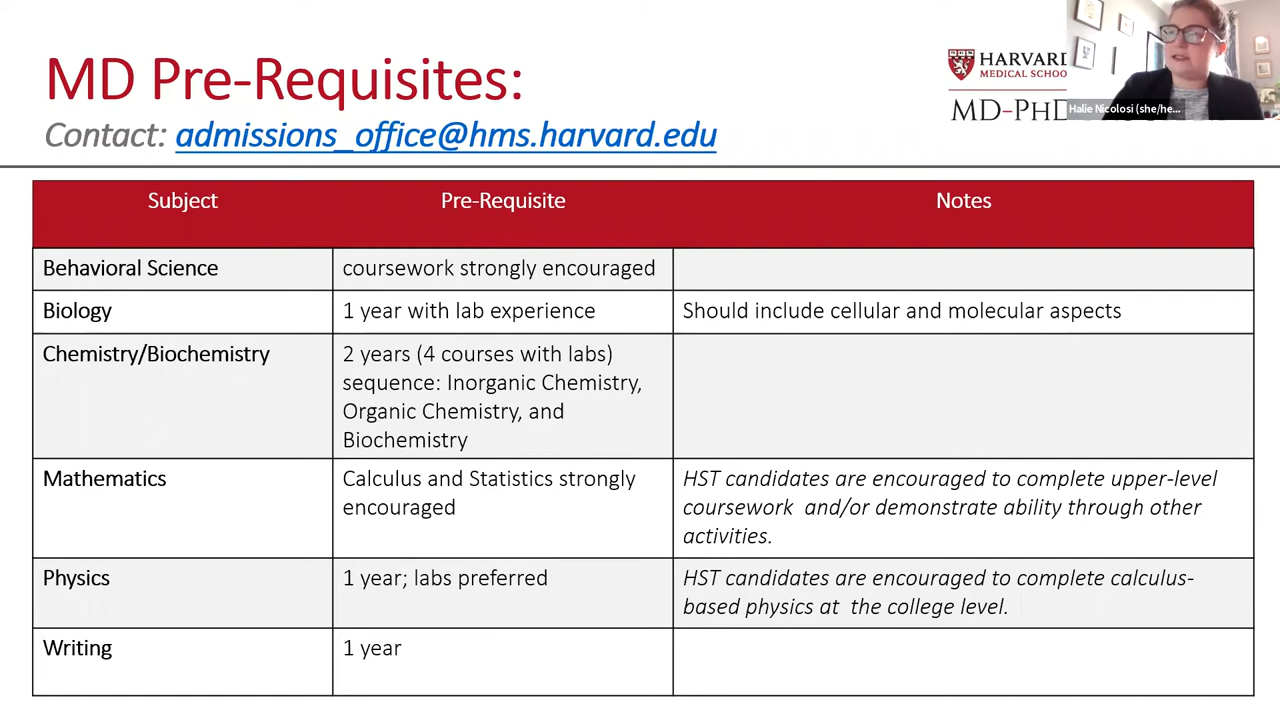 MD Pre-Requisites:
Contact: admissions_office@hms.harvard.edu
HARVARD
MEDICAL SCHOO
MD-PHD
Halie Nicolosi (she/he...
Subject
Pre-Requisite
Notes
Behavioral Science
coursework strongly encouraged
Biology
1 year with lab experience
Should include cellular and molecular aspects
Chemistry/Biochemistry
2 years (4 courses with labs)
sequence: Inorganic Chemistry,
Organic Chemistry, and
Biochemistry
Mathematics
Calculus and Statistics strongly
encouraged
HST candidates are encouraged to complete upper-level
coursework and/or demonstrate ability through other
activities.
Physics
1 year; labs preferred
HST candidates are encouraged to complete calculus-
based physics at the college level.
Writing
1 year